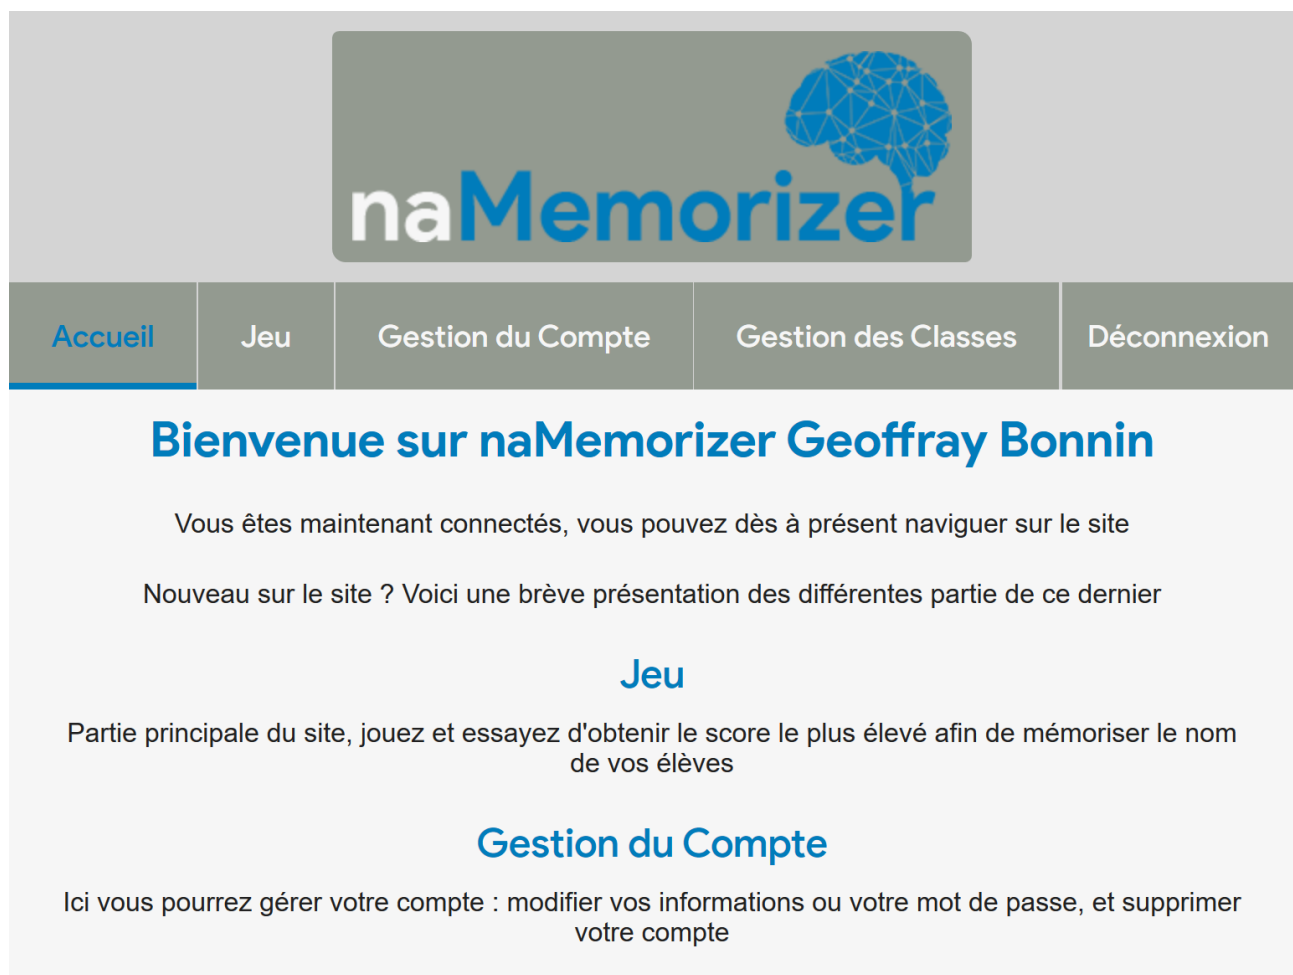 naMemorizer
Accueil
Jeu
Gestion du Compte
Gestion des Classes
Déconnexion
Bienvenue sur naMemorizer Geoffray Bonnin
Vous êtes maintenant connectés, vous pouvez dès à présent naviguer sur le site
Nouveau sur le site ? Voici une brève présentation des différentes partie de ce dernier
Jeu
Partie principale du site, jouez et essayez d'obtenir le score le plus élevé afin de mémoriser le nom
de vos élèves
Gestion du Compte
Ici vous pourrez gérer votre compte : modifier vos informations ou votre mot de passe, et supprimer
votre compte